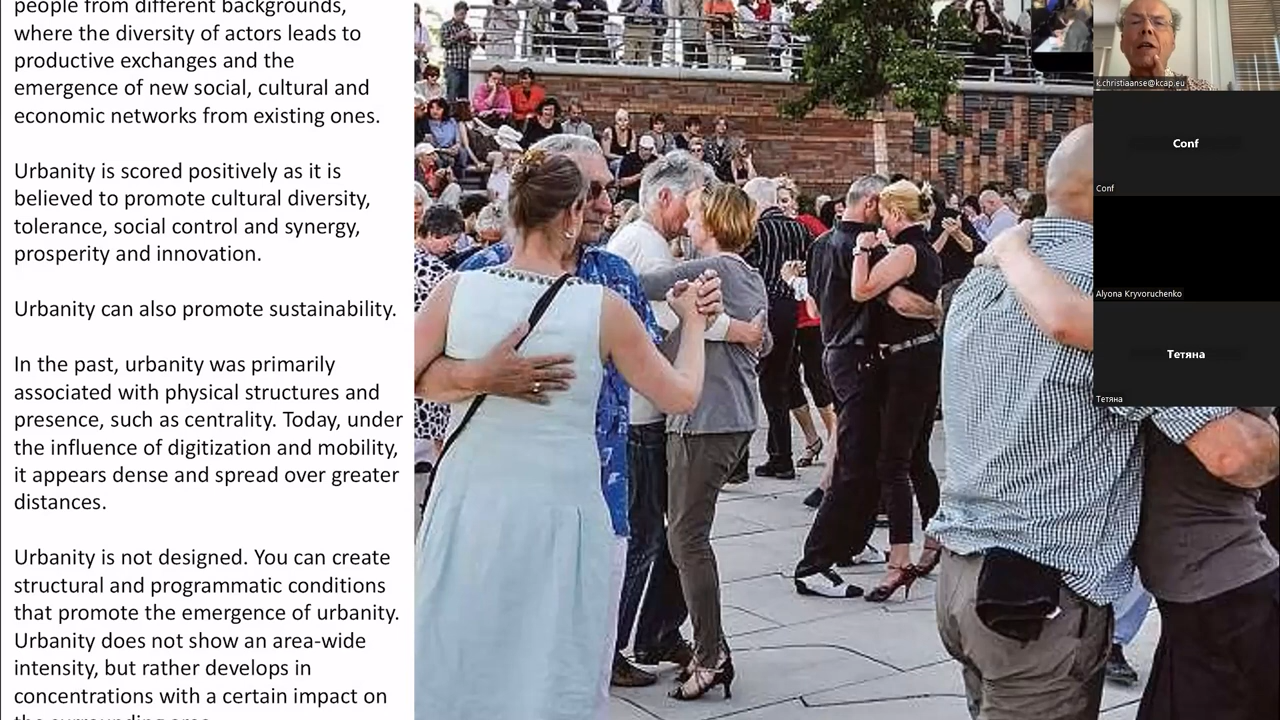 people from different backgrounds,
where the diversity of actors leads to
productive exchanges and the
emergence of new social, cultural and
economic networks from existing ones.
Urbanity is scored positively as it is
believed to promote cultural diversity,
tolerance, social control and synergy,
prosperity and innovation.
Urbanity can also promote sustainability.
In the past, urbanity was primarily
associated with physical structures and
presence, such as centrality. Today, under
the influence of digitization and mobility,
it appears dense and spread over greater
distances.
Urbanity is not designed. You can create
structural and programmatic conditions
that promote the emergence of urbanity.
Urbanity does not show an area-wide
intensity, but rather develops in
concentrations with a certain impact on
the surrounding area.
k.christiaanse@kcap.eu
Conf
Conf
Alyona Kryvoruchenko
Тетяна
Тетяна